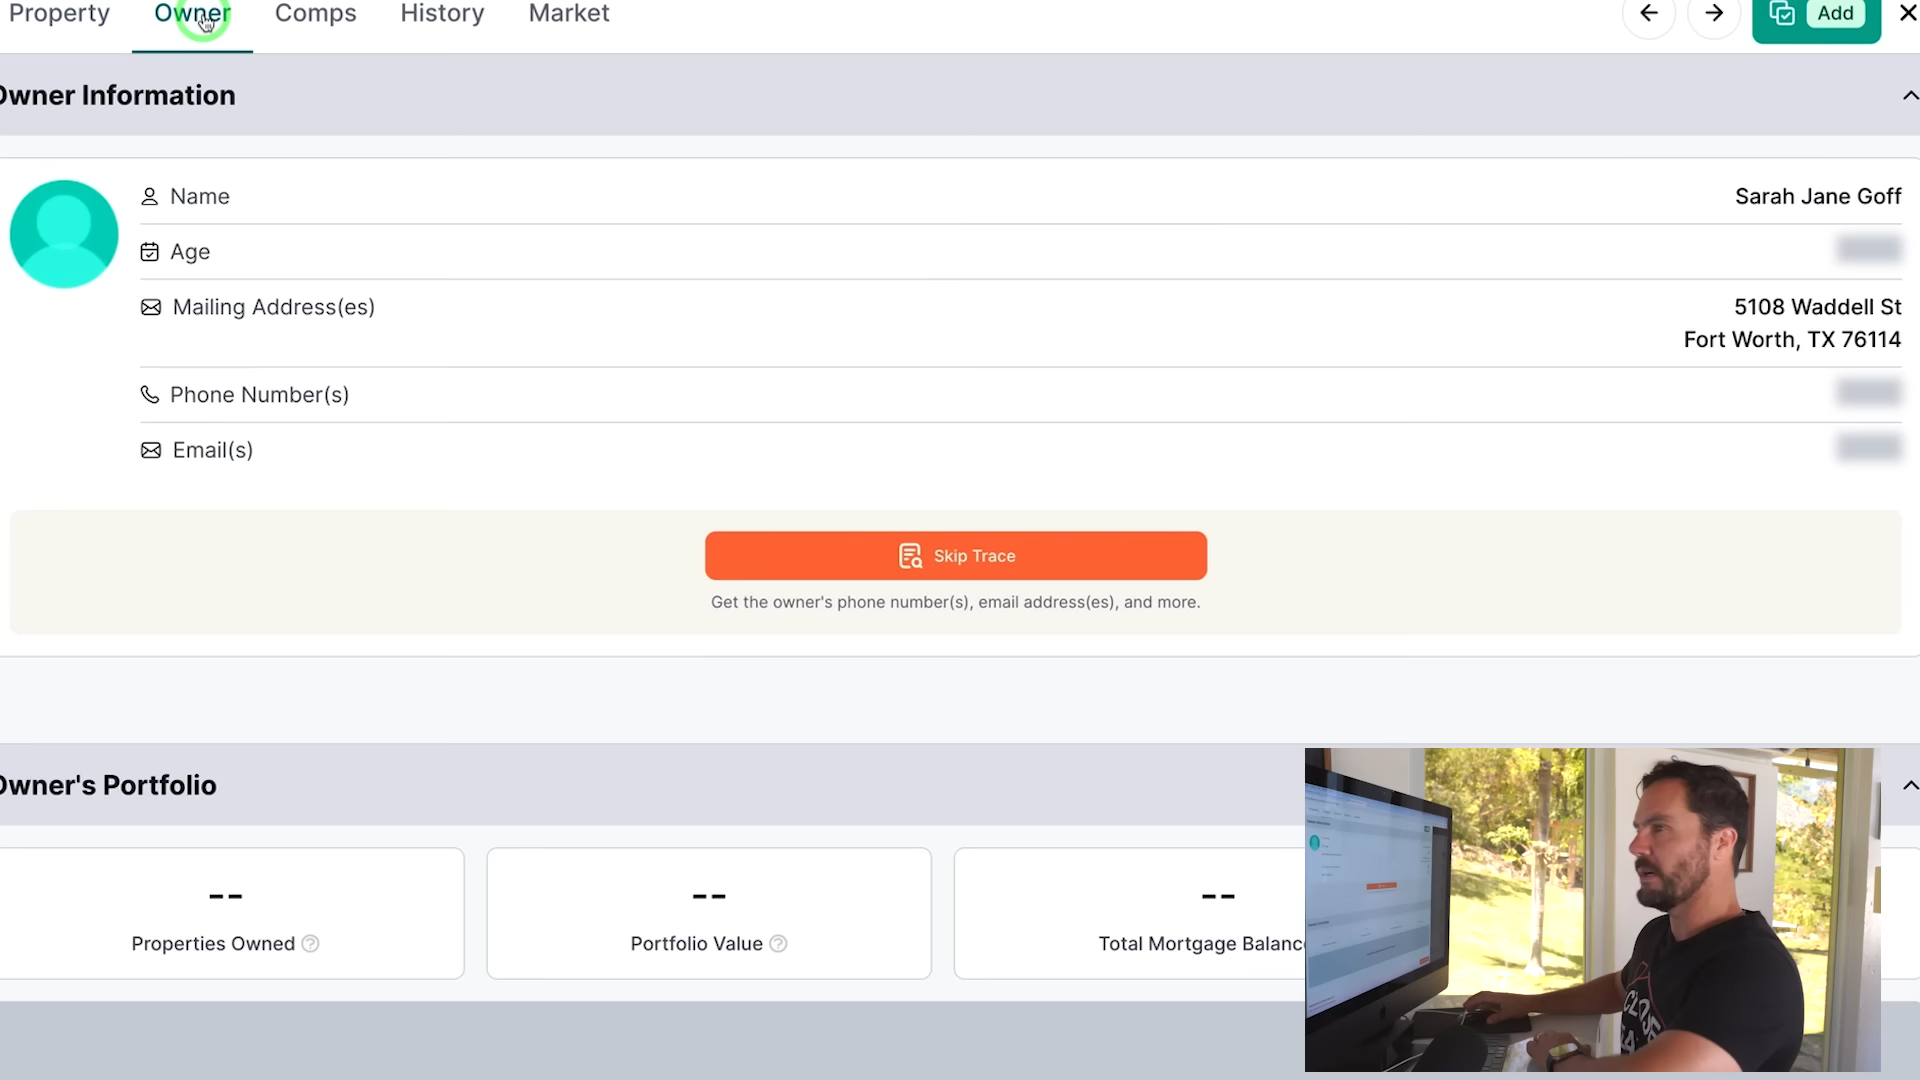 Property Owner Comps History Market
Add
Owner Information
Name
Sarah Jane Goff
Age
Mailing Address(es)
5108 Waddell St
Fort Worth, TX 76114
Phone Number(s)
Email(s)
Skip Trace
Get the owner's phone number(s), email address(es), and more.
Owner's Portfolio
-- -- --
Properties Owned Portfolio Value Total Mortgage Balance